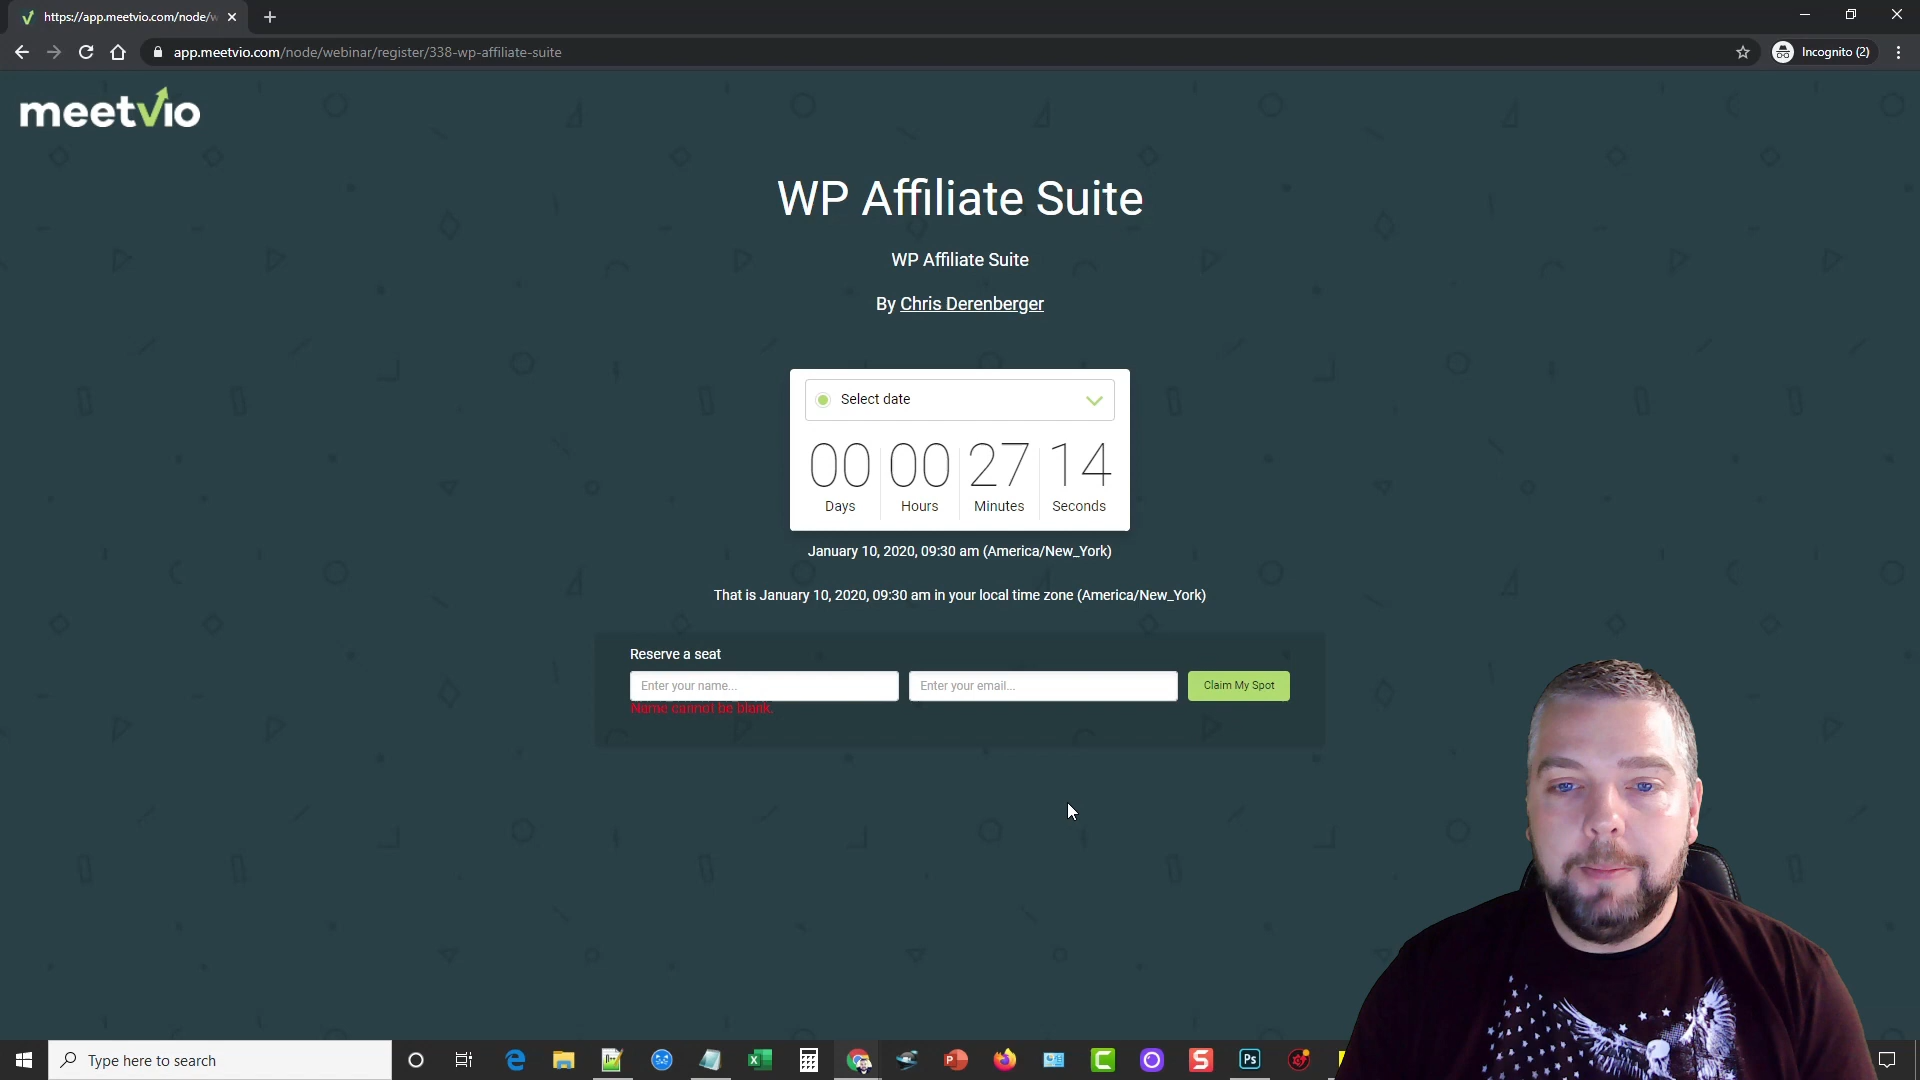 https://app.meetvio.com/node/w
app.meetvio.com/node/webinar/register/338-wp-affiliate-suite
Incognito (2)
meetvio
WP Affiliate Suite
WP Affiliate Suite
By Chris Derenberger
Select date
00 00 27 14
Days Hours Minutes Seconds
January 10, 2020, 09:30 am (America/New_York)
That is January 10, 2020, 09:30 am in your local time zone (America/New_York)
Reserve a seat
Enter your name... Enter your email... Claim My Spot
Name cannot be blank.
Type here to search